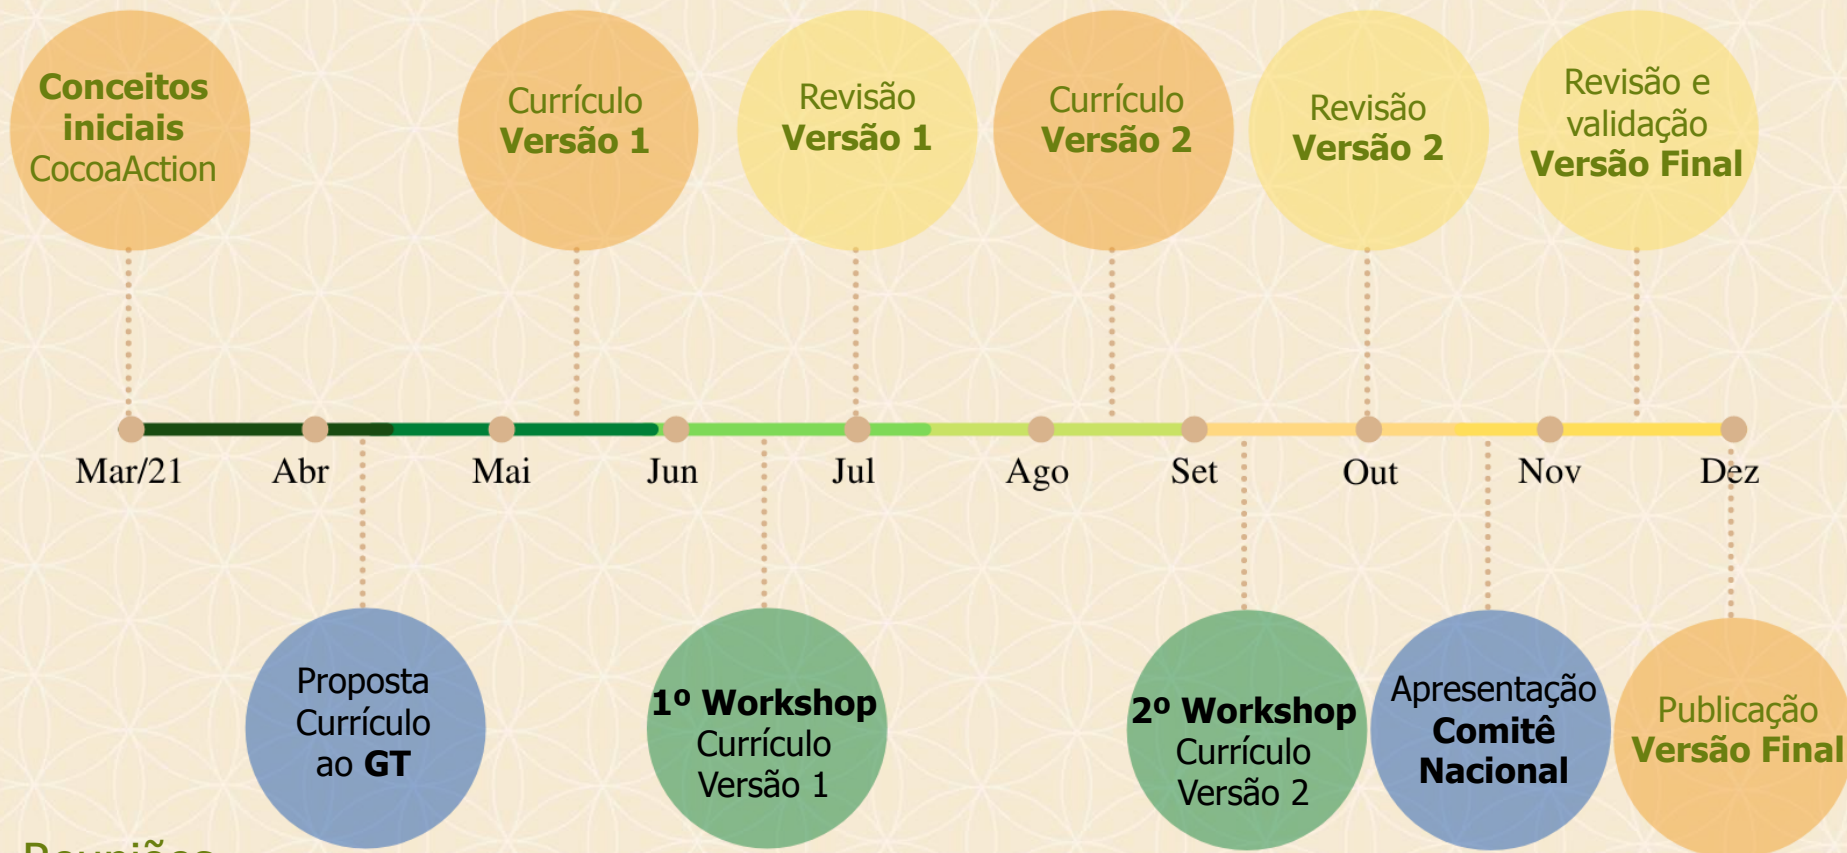 Conceitos
iniciais
CocoaAction
Currículo
Versão 1
Revisão
Versão 1
Currículo
Versão 2
Revisão
Versão 2
Revisão e
validação
Versão Final
Mar/21
Abr
Mai
Jun
Jul
Ago
Set
Out
Nov
Dez
Proposta
Currículo
ao GT
1º Workshop
Currículo
Versão 1
2º Workshop
Currículo
Versão 2
Apresentação
Comitê
Nacional
Publicação
Versão Final
Reuniões